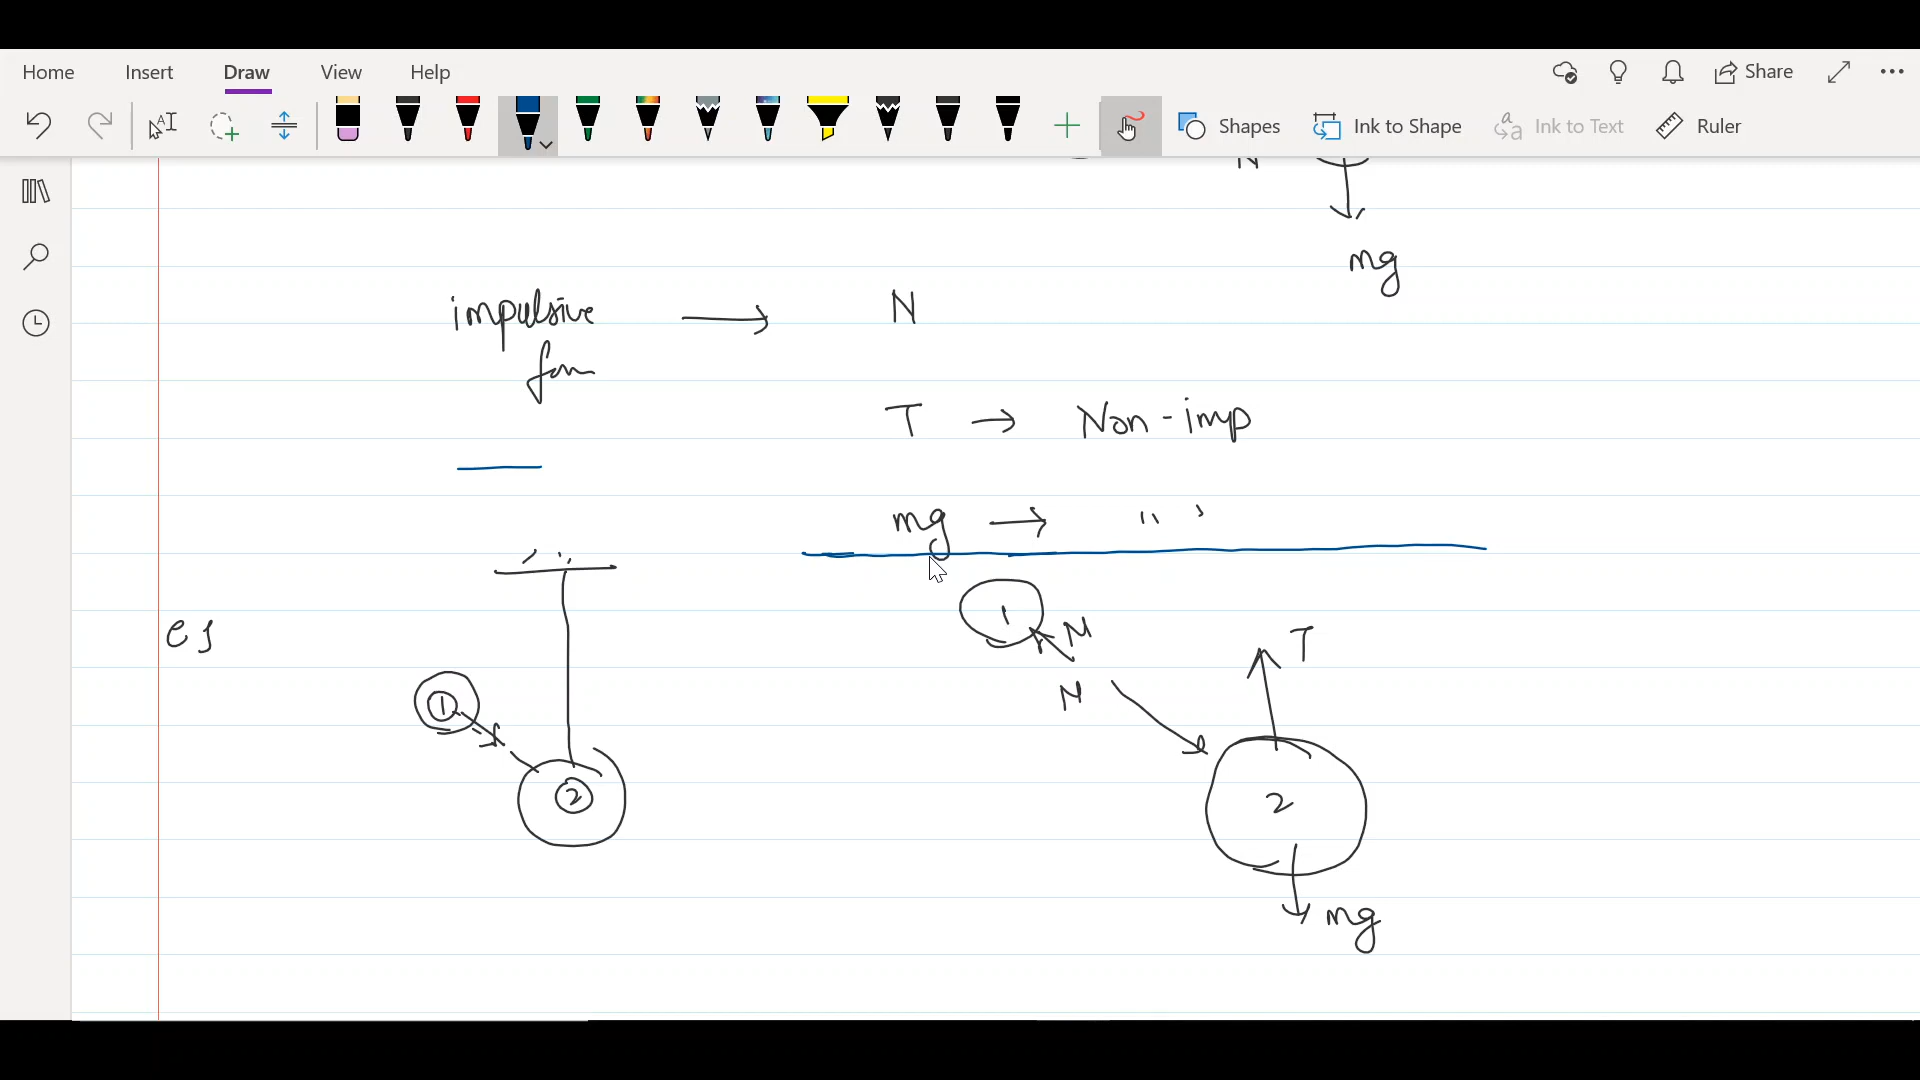 Home Insert Draw View Help Share
Shapes Ink to Shape Ink to Text Ruler
N
mg
impulsive → N
T → Non-imp
mg → " "
eg
1
2
1
N
N
T
2
mg